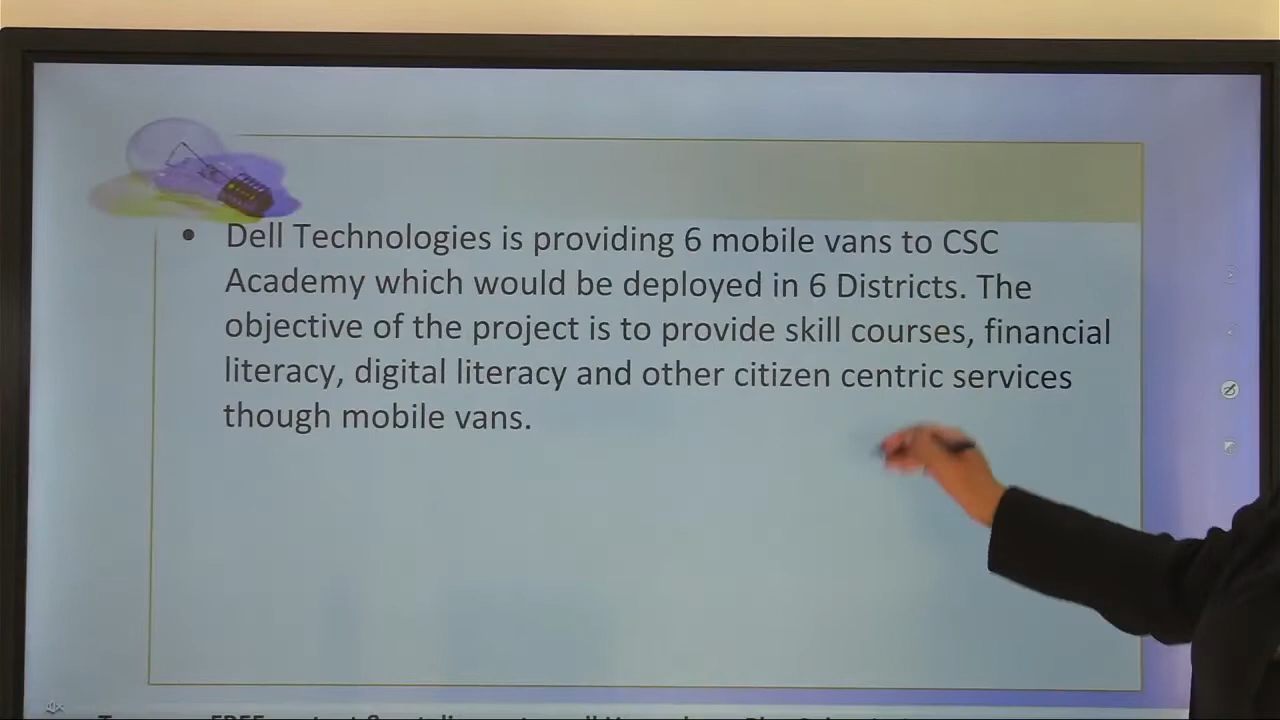 • Dell Technologies is providing 6 mobile vans to CSC
Academy which would be deployed in 6 Districts. The
objective of the project is to provide skill courses, financial
literacy, digital literacy and other citizen centric services
though mobile vans.